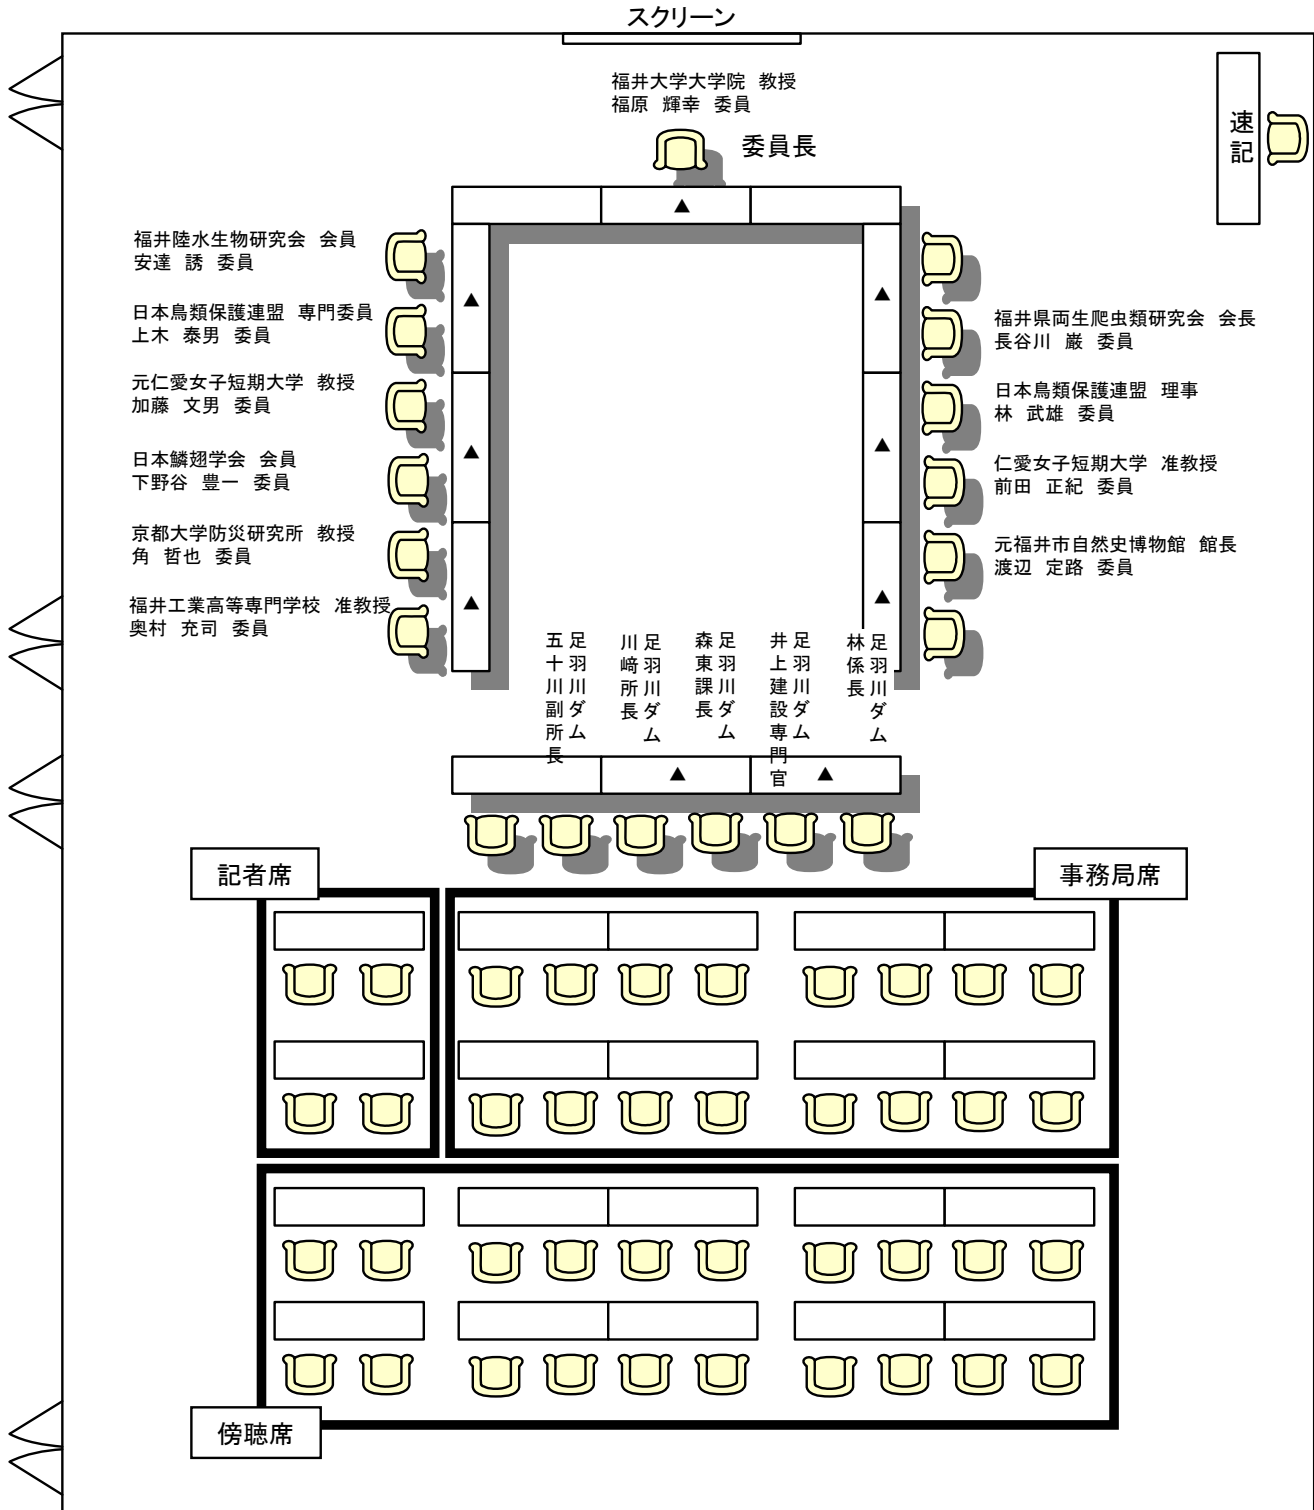 スクリーン
福井大学大学院 教授
福原 輝幸 委員
委員長
速記
▲
福井陸水生物研究会 会員
安達 誘 委員
▲
▲
日本鳥類保護連盟 専門委員
上木 泰男 委員
福井県両生爬虫類研究会 会長
長谷川 巌 委員
元仁愛女子短期大学 教授
加藤 文男 委員
日本鳥類保護連盟 理事
林 武雄 委員
▲
▲
日本鱗翅学会 会員
下野谷 豊一 委員
仁愛女子短期大学 准教授
前田 正紀 委員
京都大学防災研究所 教授
角 哲也 委員
元福井市自然史博物館 館長
渡辺 定路 委員
▲
▲
福井工業高等専門学校 准教授
奥村 充司 委員
足羽川ダム
五十川副所長
足羽川ダム
川﨑所長
足羽川ダム
森東課長
足羽川ダム
井上建設専門官
足羽川ダム
林係長
▲
▲
記者席
事務局席
傍聴席